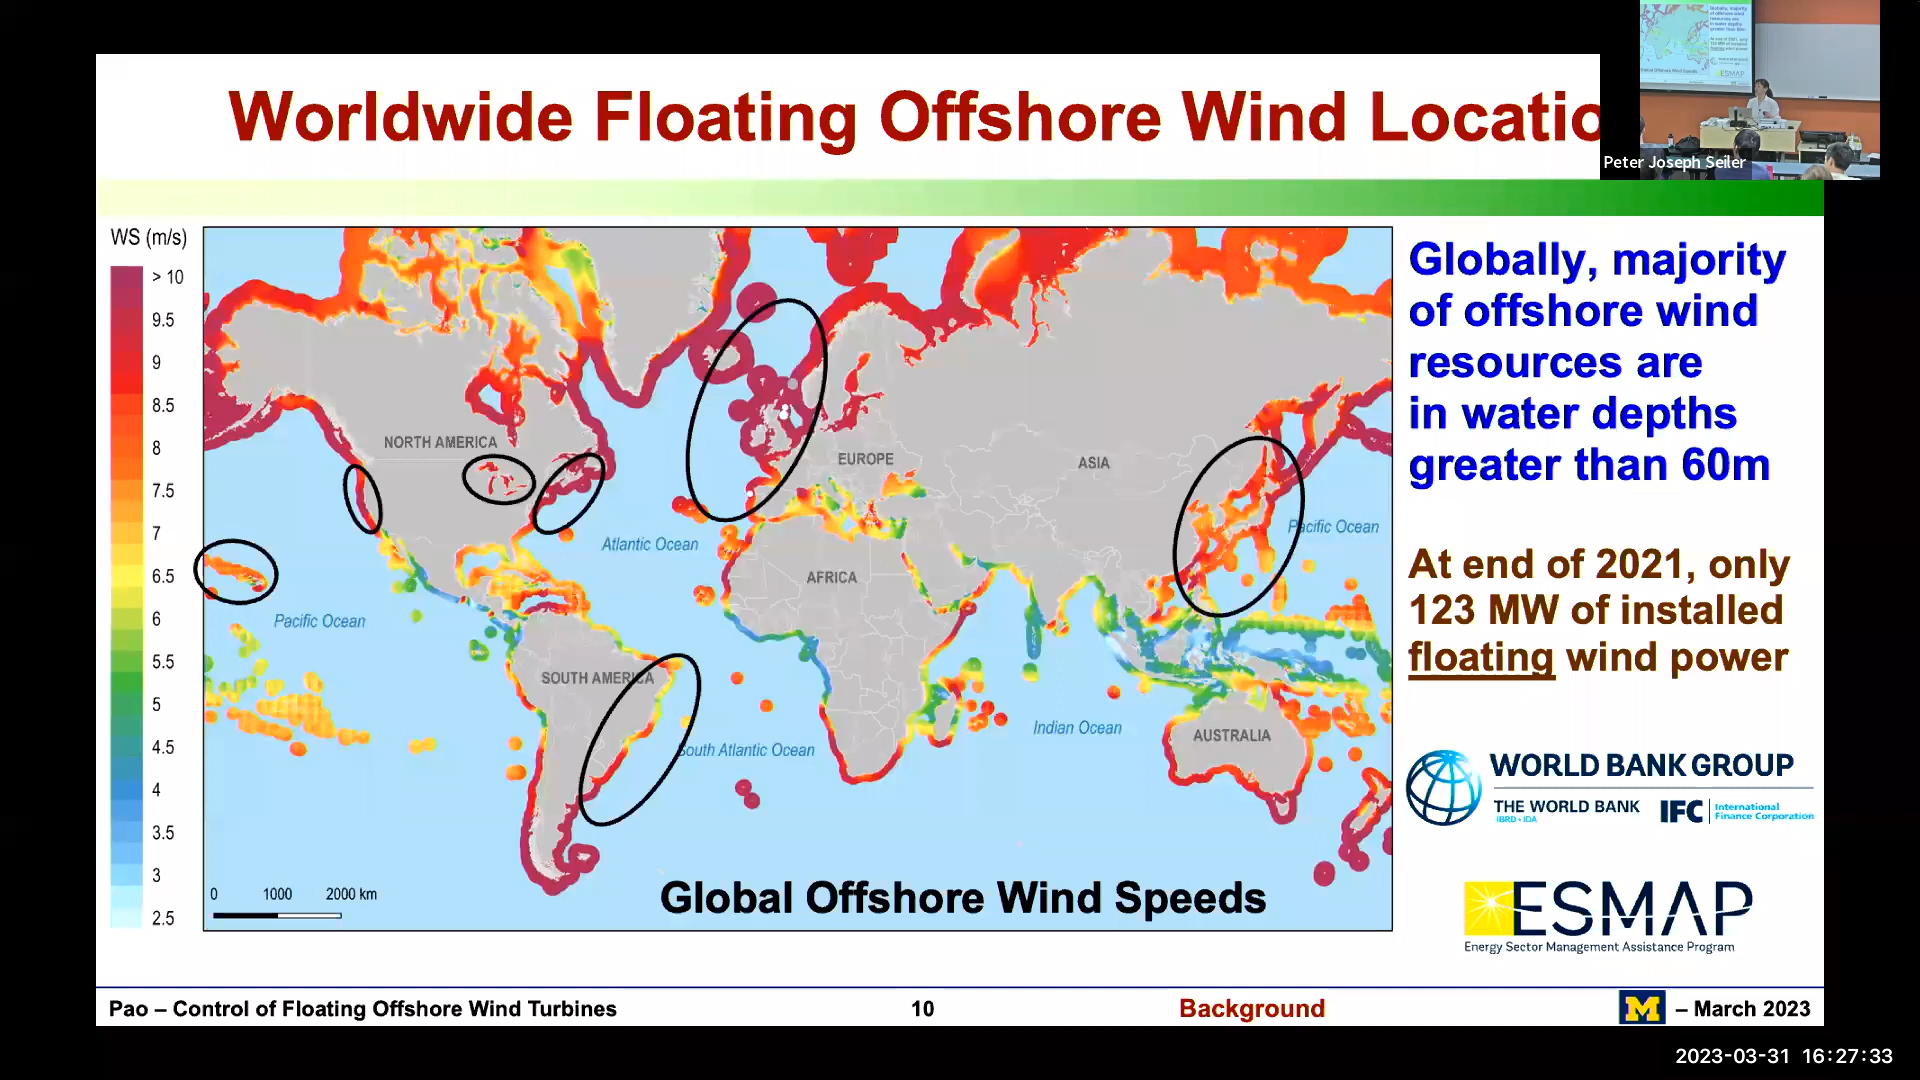 Worldwide Floating Offshore Wind Locatio
Peter Joseph Seiler
WS (m/s)
> 10
9.5
9
8.5
8
7.5
7
6.5
6
5.5
5
4.5
4
3.5
3
2.5
NORTH AMERICA
EUROPE
ASIA
Pacific Ocean
Atlantic Ocean
AFRICA
Pacific Ocean
SOUTH AMERICA
Indian Ocean
AUSTRALIA
South Atlantic Ocean
0 1000 2000 km
Global Offshore Wind Speeds
Globally, majority
of offshore wind
resources are
in water depths
greater than 60m
At end of 2021, only
123 MW of installed
floating wind power
WORLD BANK GROUP
THE WORLD BANK
IBRD • IDA
IFC
International
Finance Corporation
ESMAP
Energy Sector Management Assistance Program
Pao – Control of Floating Offshore Wind Turbines
10
Background
M – March 2023
2023-03-31 16:27:33